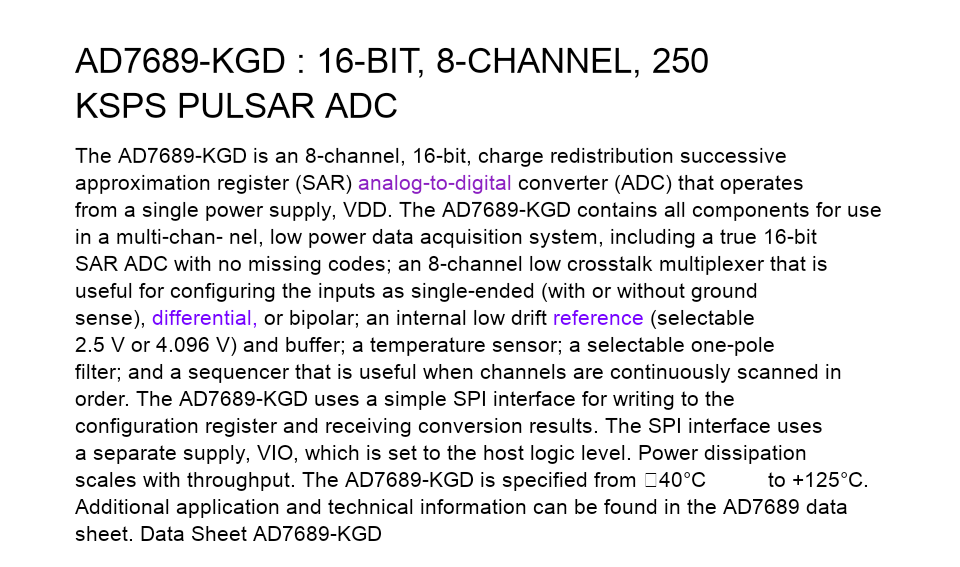 AD7689-KGD : 16-BIT, 8-CHANNEL, 250
KSPS PULSAR ADC
The AD7689-KGD is an 8-channel, 16-bit, charge redistribution successive
approximation register (SAR) analog-to-digital converter (ADC) that operates
from a single power supply, VDD. The AD7689-KGD contains all components for use
in a multi-chan- nel, low power data acquisition system, including a true 16-bit
SAR ADC with no missing codes; an 8-channel low crosstalk multiplexer that is
useful for configuring the inputs as single-ended (with or without ground
sense), differential, or bipolar; an internal low drift reference (selectable
2.5 V or 4.096 V) and buffer; a temperature sensor; a selectable one-pole
filter; and a sequencer that is useful when channels are continuously scanned in
order. The AD7689-KGD uses a simple SPI interface for writing to the
configuration register and receiving conversion results. The SPI interface uses
a separate supply, VIO, which is set to the host logic level. Power dissipation
scales with throughput. The AD7689-KGD is specified from □40°C to +125°C.
Additional application and technical information can be found in the AD7689 data
sheet. Data Sheet AD7689-KGD